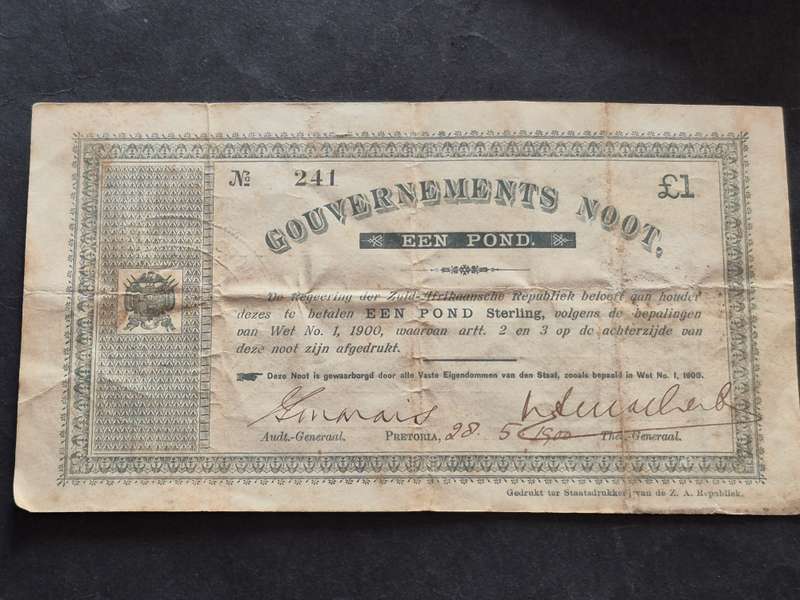 № 241
£1
GOUVERNEMENTS NOOT,
EEN POND.
De Regeering der Zuid-Afrikaansche Republiek belooft aan houder
dezes te betalen EEN POND Sterling, volgens de bepalingen
van Wet No. 1, 1900, waarvan artt. 2 en 3 op de achterzijde van
deze noot zijn afgedrukt.
Deze Noot is gewaarborgd door alle Vaste Eigendommen van den Staat, zooals bepaald in Wet No. 1, 1900.
Audt.-Generaal. PRETORIA, 28. 5 1900 Thes.-Generaal.
Gedrukt ter Staatsdrukkerij van de Z. A. Republiek.